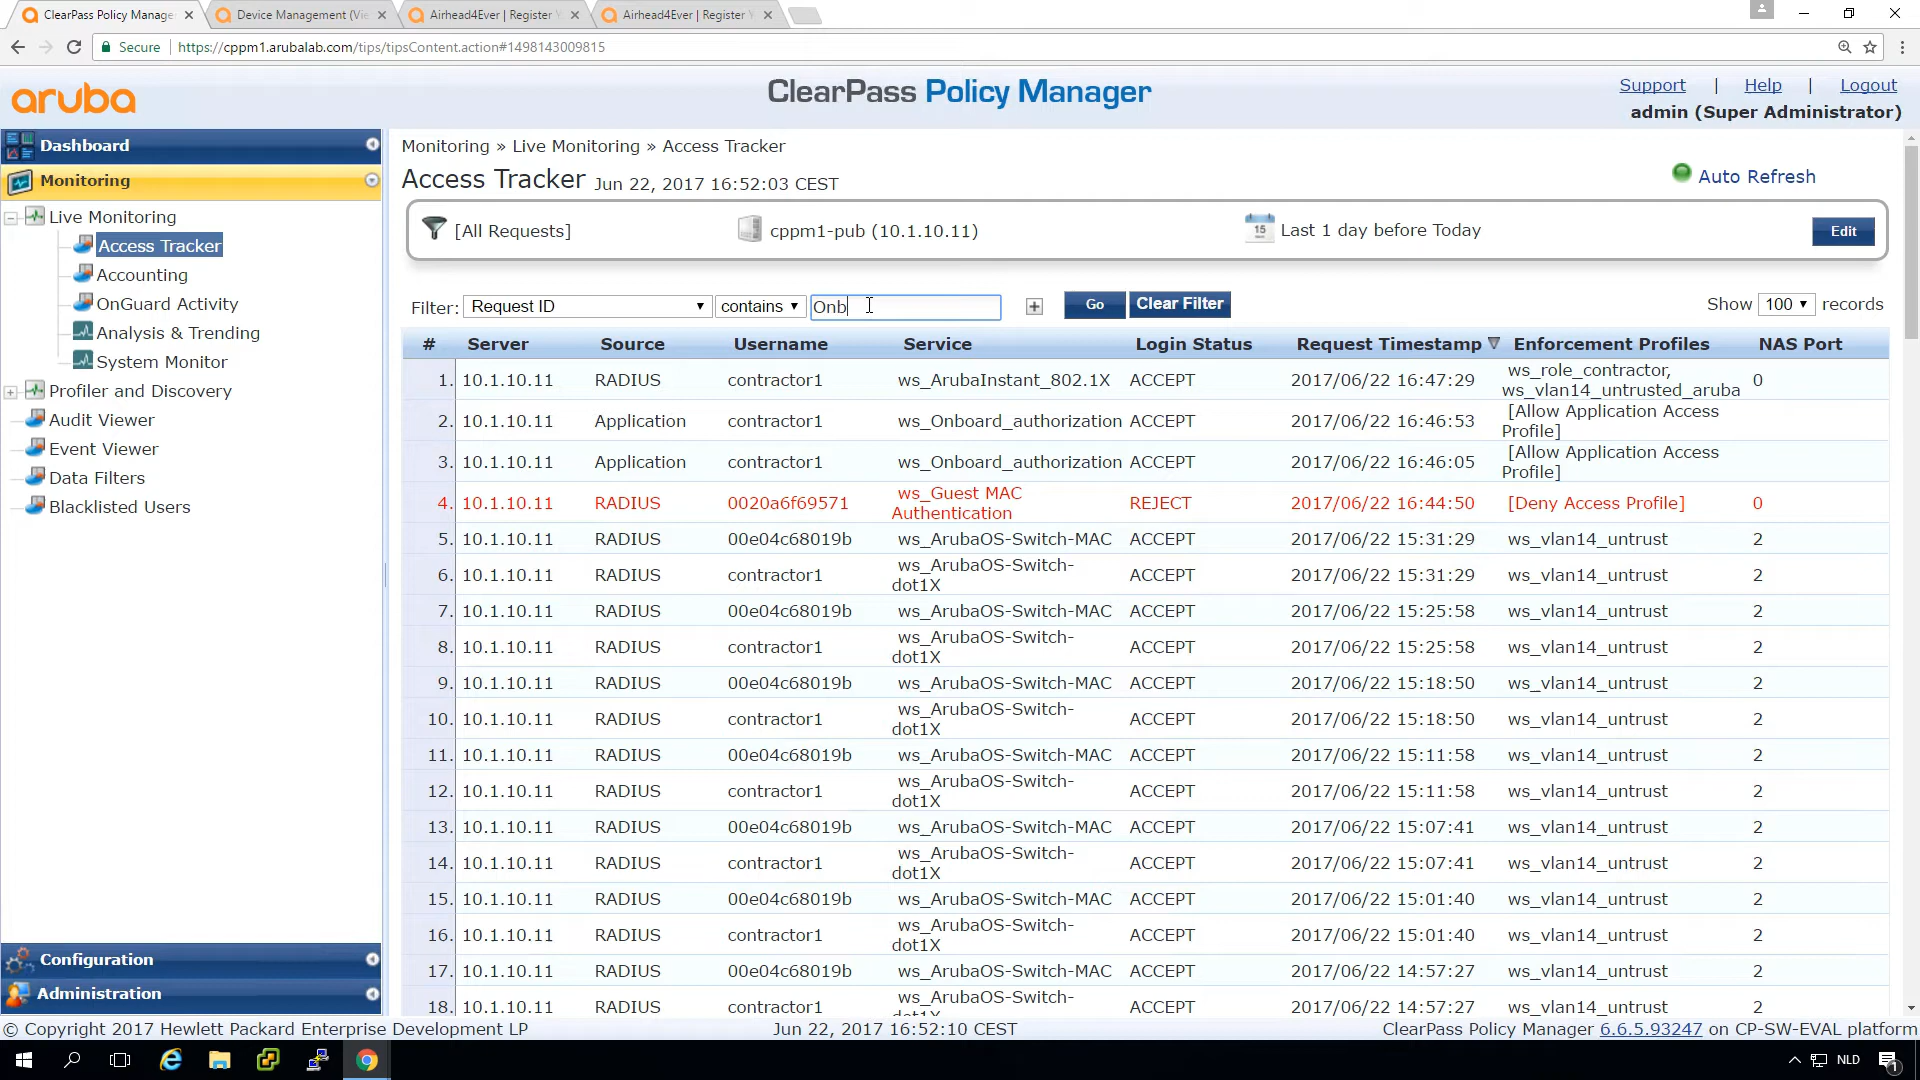 ClearPass Policy Manager
Device Management (Vie
Airhead4Ever | Register
Airhead4Ever | Register
Secure | https://cppm1.arubalab.com/tips/tipsContent.action#1498143009815
aruba
ClearPass Policy Manager
Support | Help | Logout
admin (Super Administrator)
Dashboard
Monitoring
Live Monitoring
Access Tracker
Accounting
OnGuard Activity
Analysis & Trending
System Monitor
Profiler and Discovery
Audit Viewer
Event Viewer
Data Filters
Blacklisted Users
Configuration
Administration
Monitoring » Live Monitoring » Access Tracker
Access Tracker Jun 22, 2017 16:52:03 CEST
Auto Refresh
[All Requests] cppm1-pub (10.1.10.11) 15 Last 1 day before Today Edit
Filter: Request ID contains Onb + Go Clear Filter Show 100 records
# Server Source Username Service Login Status Request Timestamp Enforcement Profiles NAS Port
1. 10.1.10.11 RADIUS contractor1 ws_ArubaInstant_802.1X ACCEPT 2017/06/22 16:47:29 ws_role_contractor, 0
ws_vlan14_untrusted_aruba
2. 10.1.10.11 Application contractor1 ws_Onboard_authorization ACCEPT 2017/06/22 16:46:53 [Allow Application Access
Profile]
3. 10.1.10.11 Application contractor1 ws_Onboard_authorization ACCEPT 2017/06/22 16:46:05 [Allow Application Access
Profile]
4. 10.1.10.11 RADIUS 0020a6f69571 ws_Guest MAC REJECT 2017/06/22 16:44:50 [Deny Access Profile] 0
Authentication
5. 10.1.10.11 RADIUS 00e04c68019b ws_ArubaOS-Switch-MAC ACCEPT 2017/06/22 15:31:29 ws_vlan14_untrust 2
6. 10.1.10.11 RADIUS contractor1 ws_ArubaOS-Switch- ACCEPT 2017/06/22 15:31:29 ws_vlan14_untrust 2
dot1X
7. 10.1.10.11 RADIUS 00e04c68019b ws_ArubaOS-Switch-MAC ACCEPT 2017/06/22 15:25:58 ws_vlan14_untrust 2
8. 10.1.10.11 RADIUS contractor1 ws_ArubaOS-Switch- ACCEPT 2017/06/22 15:25:58 ws_vlan14_untrust 2
dot1X
9. 10.1.10.11 RADIUS 00e04c68019b ws_ArubaOS-Switch-MAC ACCEPT 2017/06/22 15:18:50 ws_vlan14_untrust 2
10. 10.1.10.11 RADIUS contractor1 ws_ArubaOS-Switch- ACCEPT 2017/06/22 15:18:50 ws_vlan14_untrust 2
dot1X
11. 10.1.10.11 RADIUS 00e04c68019b ws_ArubaOS-Switch-MAC ACCEPT 2017/06/22 15:11:58 ws_vlan14_untrust 2
12. 10.1.10.11 RADIUS contractor1 ws_ArubaOS-Switch- ACCEPT 2017/06/22 15:11:58 ws_vlan14_untrust 2
dot1X
13. 10.1.10.11 RADIUS 00e04c68019b ws_ArubaOS-Switch-MAC ACCEPT 2017/06/22 15:07:41 ws_vlan14_untrust 2
14. 10.1.10.11 RADIUS contractor1 ws_ArubaOS-Switch- ACCEPT 2017/06/22 15:07:41 ws_vlan14_untrust 2
dot1X
15. 10.1.10.11 RADIUS 00e04c68019b ws_ArubaOS-Switch-MAC ACCEPT 2017/06/22 15:01:40 ws_vlan14_untrust 2
16. 10.1.10.11 RADIUS contractor1 ws_ArubaOS-Switch- ACCEPT 2017/06/22 15:01:40 ws_vlan14_untrust 2
dot1X
17. 10.1.10.11 RADIUS 00e04c68019b ws_ArubaOS-Switch-MAC ACCEPT 2017/06/22 14:57:27 ws_vlan14_untrust 2
18. 10.1.10.11 RADIUS contractor1 ws_ArubaOS-Switch- ACCEPT 2017/06/22 14:57:27 ws_vlan14_untrust 2
© Copyright 2017 Hewlett Packard Enterprise Development LP Jun 22, 2017 16:52:10 CEST ClearPass Policy Manager 6.6.5.93247 on CP-SW-EVAL platform
NLD 1